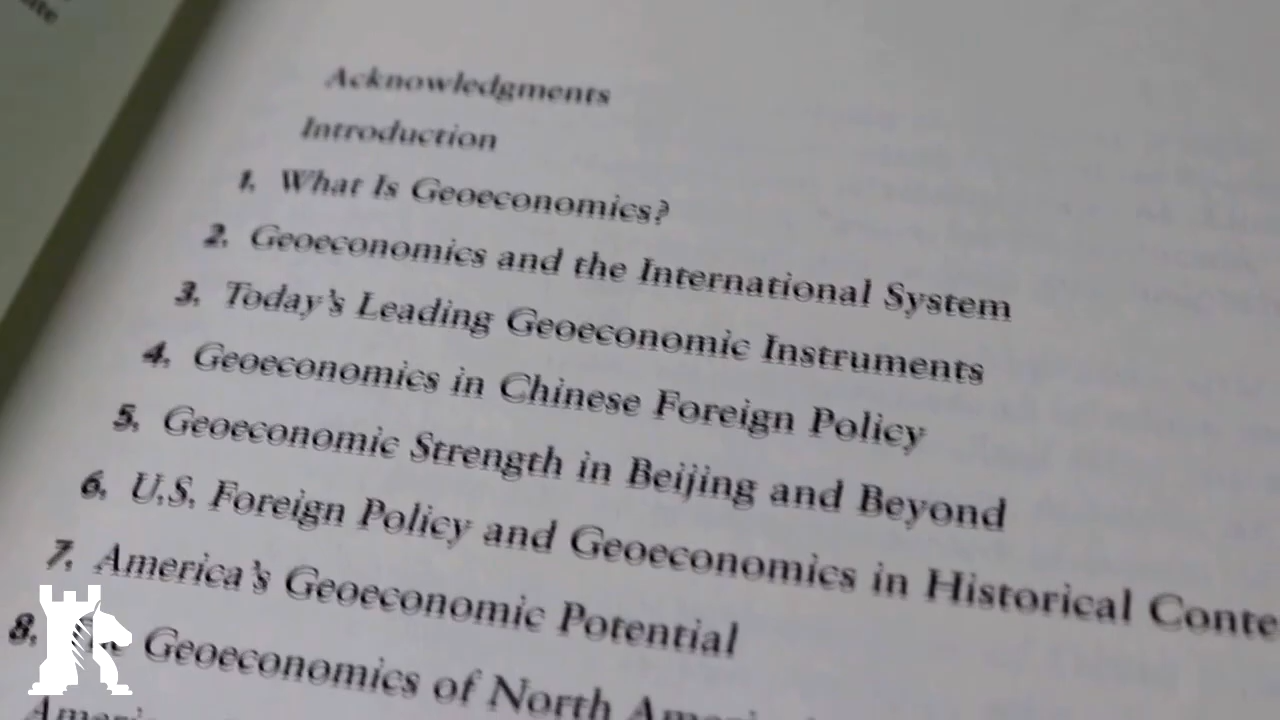 Acknowledgments
Introduction
1. What Is Geoeconomics?
2. Geoeconomics and the International System
3. Today's Leading Geoeconomic Instruments
4. Geoeconomics in Chinese Foreign Policy
5. Geoeconomic Strength in Beijing and Beyond
6. U.S. Foreign Policy and Geoeconomics in Historical Conte
7. America's Geoeconomic Potential
8. Geoeconomics of North